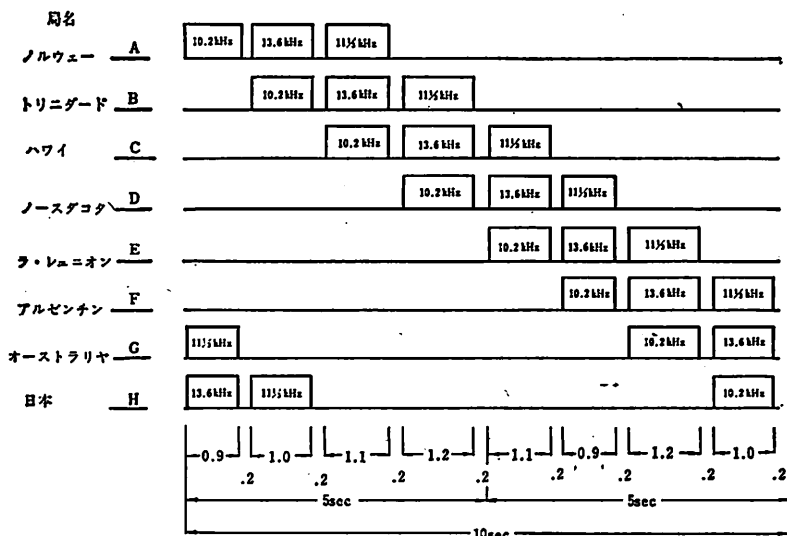 局名
ノルウェー A 10.2kHz 13.6kHz 11⅓kHz
トリニダード B 10.2kHz 13.6kHz 11⅓kHz
ハワイ C 10.2kHz 13.6kHz 11⅓kHz
ノースダコタ D 10.2kHz 13.6kHz 11⅓kHz
ラ・レユニオン E 10.2kHz 13.6kHz 11⅓kHz
アルゼンチン F 10.2kHz 13.6kHz 11⅓kHz
オーストラリヤ G 11⅓kHz 10.2kHz 13.6kHz
日本 H 13.6kHz 11⅓kHz 10.2kHz
0.9 1.0 1.1 1.2 1.1 0.9 1.2 1.0
.2 .2 .2 .2 .2 .2 .2 .2
5sec 5sec
10sec